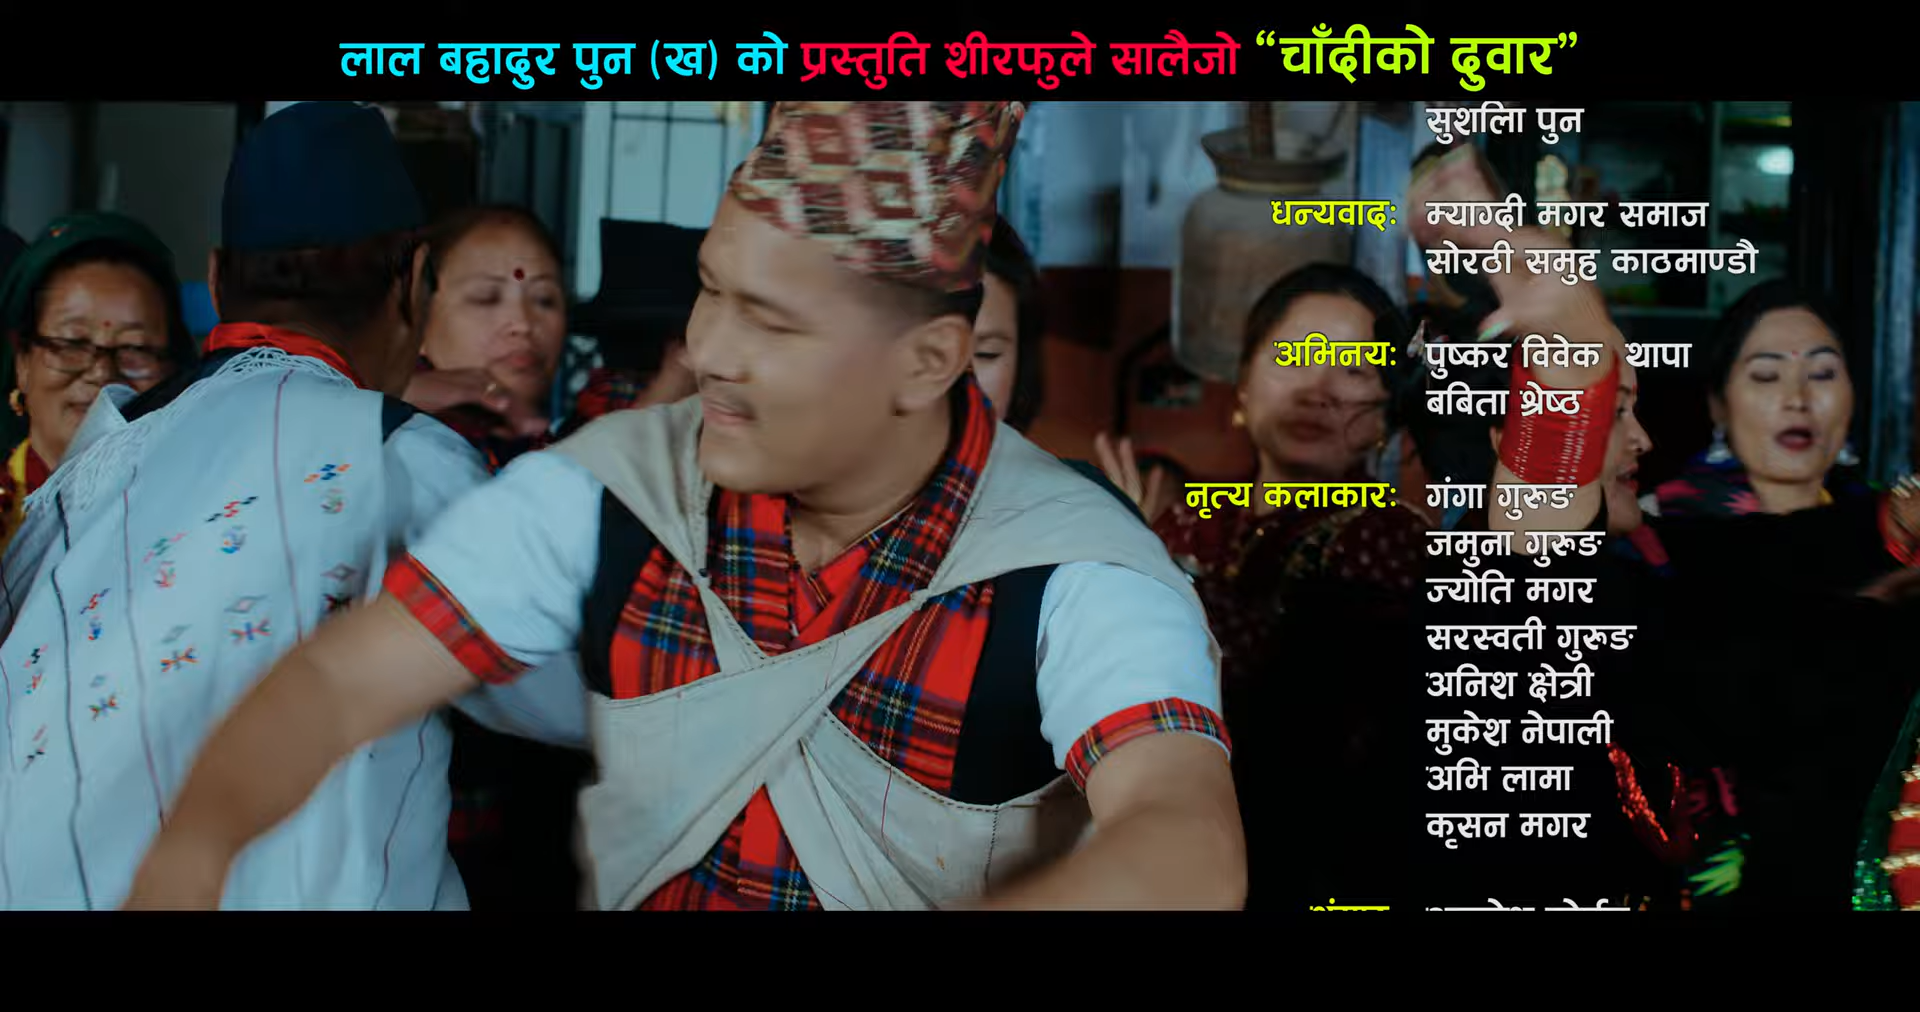 लाल बहादुर पुन (ख) को प्रस्तुति शीरफुले सालैजो “चाँदीको दुवार”
सुशलिा पुन
धन्यवाद: म्याग्दी मगर समाज
सोरठी समुह काठमाण्डौ
अभिनय: पुष्कर विवेक थापा
बबिता श्रेष्ठ
नृत्य कलाकार: गंगा गुरूङ
जमुना गुरूङ
ज्योति मगर
सरस्वती गुरूङ
अनिश क्षेत्री
मुकेश नेपाली
अभि लामा
कृसन मगर